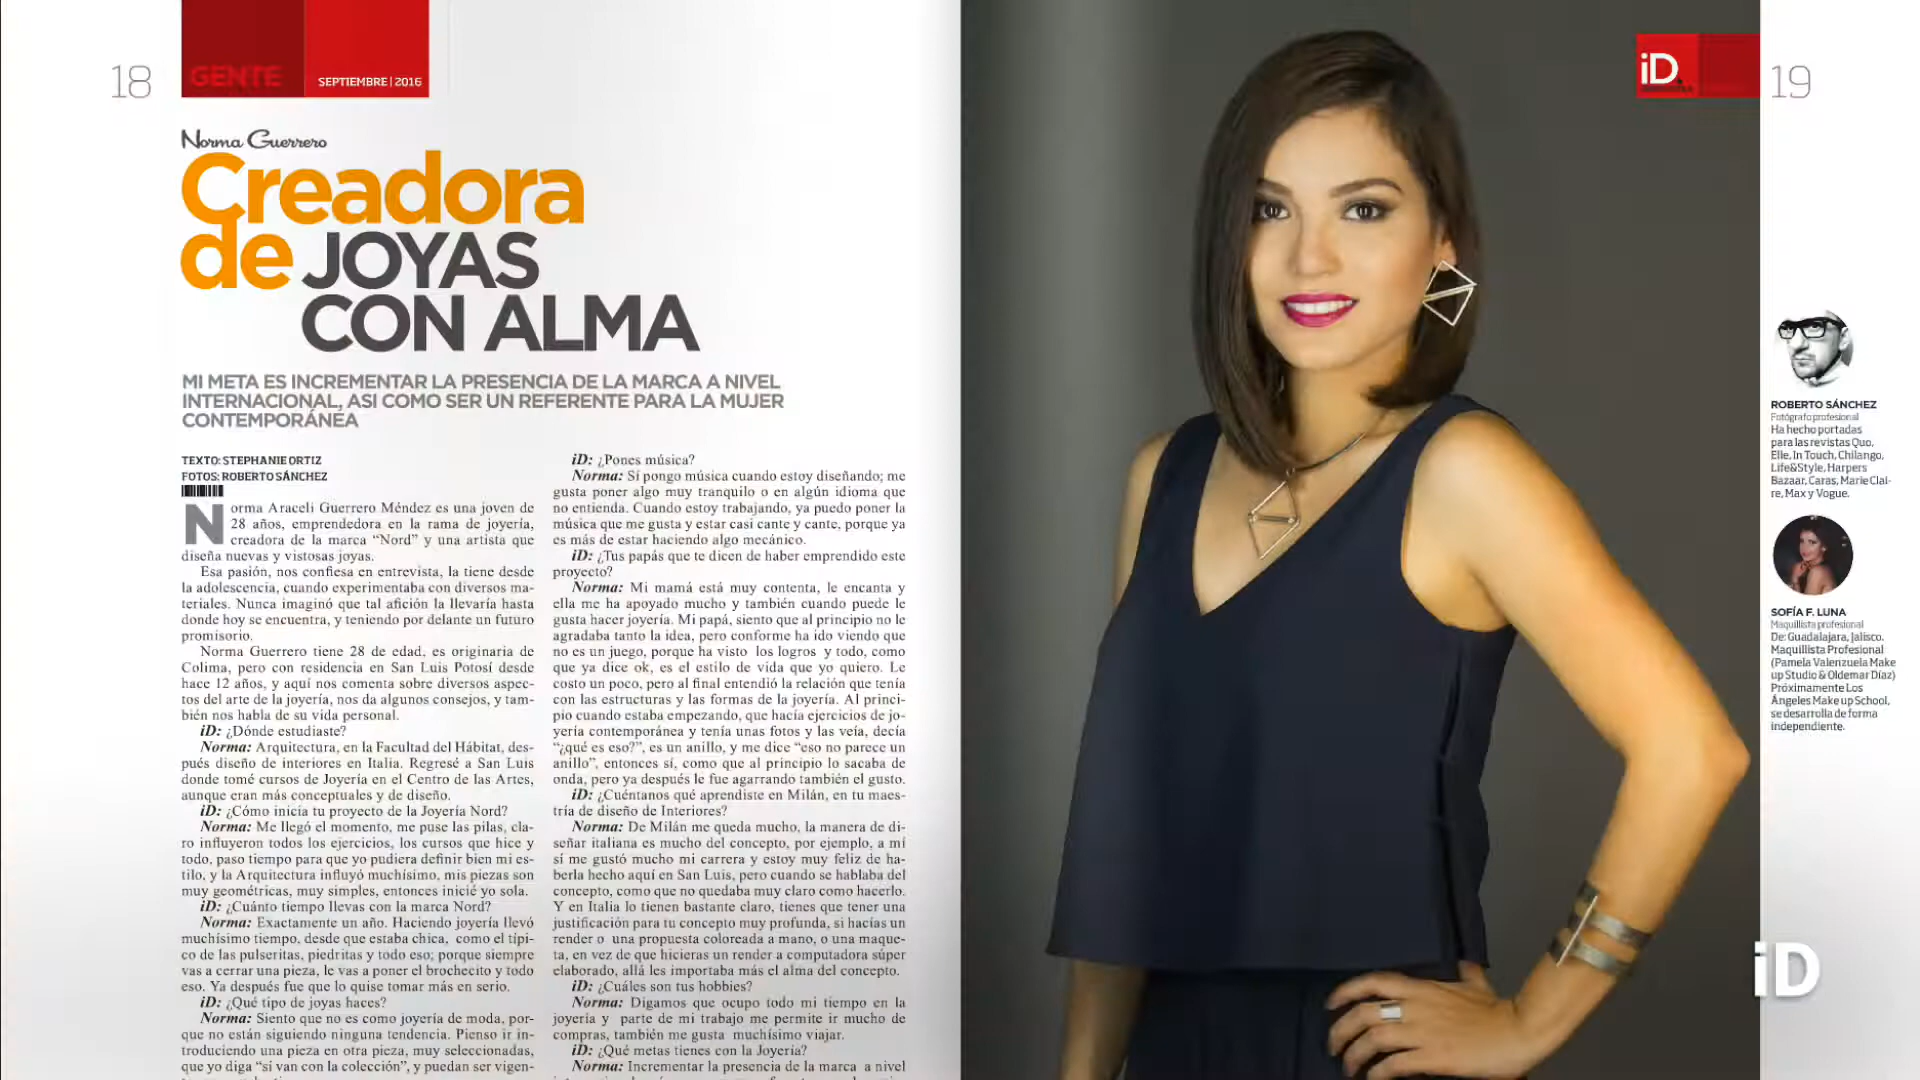 18
GENTE
SEPTIEMBRE | 2016
Norma Guerrero
Creadora
de JOYAS
CON ALMA
MI META ES INCREMENTAR LA PRESENCIA DE LA MARCA A NIVEL
INTERNACIONAL, ASI COMO SER UN REFERENTE PARA LA MUJER
CONTEMPORÁNEA
TEXTO: STEPHANIE ORTIZ
FOTOS: ROBERTO SÁNCHEZ
Norma Araceli Guerrero Méndez es una joven de
28 años, emprendedora en la rama de joyería,
creadora de la marca “Nord” y una artista que
diseña nuevas y vistosas joyas.
Esa pasión, nos confiesa en entrevista, la tiene desde
la adolescencia, cuando experimentaba con diversos ma-
teriales. Nunca imaginó que tal afición la llevaría hasta
donde hoy se encuentra, y teniendo por delante un futuro
promisorio.
Norma Guerrero tiene 28 de edad, es originaria de
Colima, pero con residencia en San Luis Potosí desde
hace 12 años, y aquí nos comenta sobre diversos aspec-
tos del arte de la joyería, nos da algunos consejos, y tam-
bién nos habla de su vida personal.
iD: ¿Dónde estudiaste?
Norma: Arquitectura, en la Facultad del Hábitat, des-
pués diseño de interiores en Italia. Regresé a San Luis
donde tomé cursos de Joyería en el Centro de las Artes,
aunque eran más conceptuales y de diseño.
iD: ¿Cómo inicia tu proyecto de la Joyería Nord?
Norma: Me llegó el momento, me puse las pilas, cla-
ro influyeron todos los ejercicios, los cursos que hice y
todo, paso tiempo para que yo pudiera definir bien mi es-
tilo, y la Arquitectura influyó muchísimo, mis piezas son
muy geométricas, muy simples, entonces inicié yo sola.
iD: ¿Cuánto tiempo llevas con la marca Nord?
Norma: Exactamente un año. Haciendo joyería llevó
muchísimo tiempo, desde que estaba chica, como el típi-
co de las pulseritas, piedritas y todo eso; porque siempre
vas a cerrar una pieza, le vas a poner el brochecito y todo
eso. Ya después fue que lo quise tomar más en serio.
iD: ¿Qué tipo de joyas haces?
Norma: Siento que no es como joyería de moda, por-
que no están siguiendo ninguna tendencia. Pienso ir in-
troduciendo una pieza en otra pieza, muy seleccionadas,
que yo diga “sí van con la colección”, y puedan ser vigen-
iD: ¿Pones música?
Norma: Sí pongo música cuando estoy diseñando; me
gusta poner algo muy tranquilo o en algún idioma que
no entienda. Cuando estoy trabajando, ya puedo poner la
música que me gusta y estar casi cante y cante, porque ya
es más de estar haciendo algo mecánico.
iD: ¿Tus papás que te dicen de haber emprendido este
proyecto?
Norma: Mi mamá está muy contenta, le encanta y
ella me ha apoyado mucho y también cuando puede le
gusta hacer joyería. Mi papá, siento que al principio no le
agradaba tanto la idea, pero conforme ha ido viendo que
no es un juego, porque ha visto los logros y todo, como
que ya dice ok, es el estilo de vida que yo quiero. Le
costo un poco, pero al final entendió la relación que tenía
con las estructuras y las formas de la joyería. Al princi-
pio cuando estaba empezando, que hacía ejercicios de jo-
yería contemporánea y tenía unas fotos y las veía, decía
“¿qué es eso?”, es un anillo, y me dice “eso no parece un
anillo”, entonces sí, como que al principio lo sacaba de
onda, pero ya después le fue agarrando también el gusto.
iD: ¿Cuéntanos qué aprendiste en Milán, en tu maes-
tría de diseño de Interiores?
Norma: De Milán me queda mucho, la manera de di-
señar italiana es mucho del concepto, por ejemplo, a mí
sí me gustó mucho mi carrera y estoy muy feliz de ha-
berla hecho aquí en San Luis, pero cuando se hablaba del
concepto, como que no quedaba muy claro como hacerlo.
Y en Italia lo tienen bastante claro, tienes que tener una
justificación para tu concepto muy profunda, si hacías un
render o una propuesta coloreada a mano, o una maque-
ta, en vez de que hicieras un render a computadora súper
elaborado, allá les importaba más el alma del concepto.
iD: ¿Cuáles son tus hobbies?
Norma: Digamos que ocupo todo mi tiempo en la
joyería y parte de mi trabajo me permite ir mucho de
compras, también me gusta muchísimo viajar.
iD: ¿Qué metas tienes con la Joyería?
Norma: Incrementar la presencia de la marca a nivel
iD
19
ROBERTO SÁNCHEZ
Fotógrafo profesional
Ha hecho portadas
para las revistas Quo,
Elle, In Touch, Chilango,
Life&Style, Harpers
Bazaar, Caras, Marie Clai-
re, Max y Vogue.
SOFÍA F. LUNA
Maquillista profesional
De: Guadalajara, Jalisco.
Maquillista Profesional
(Pamela Valenzuela Make
up Studio & Oldemar Díaz)
Próximamente Los
Ángeles Make up School,
se desarrolla de forma
independiente.
iD